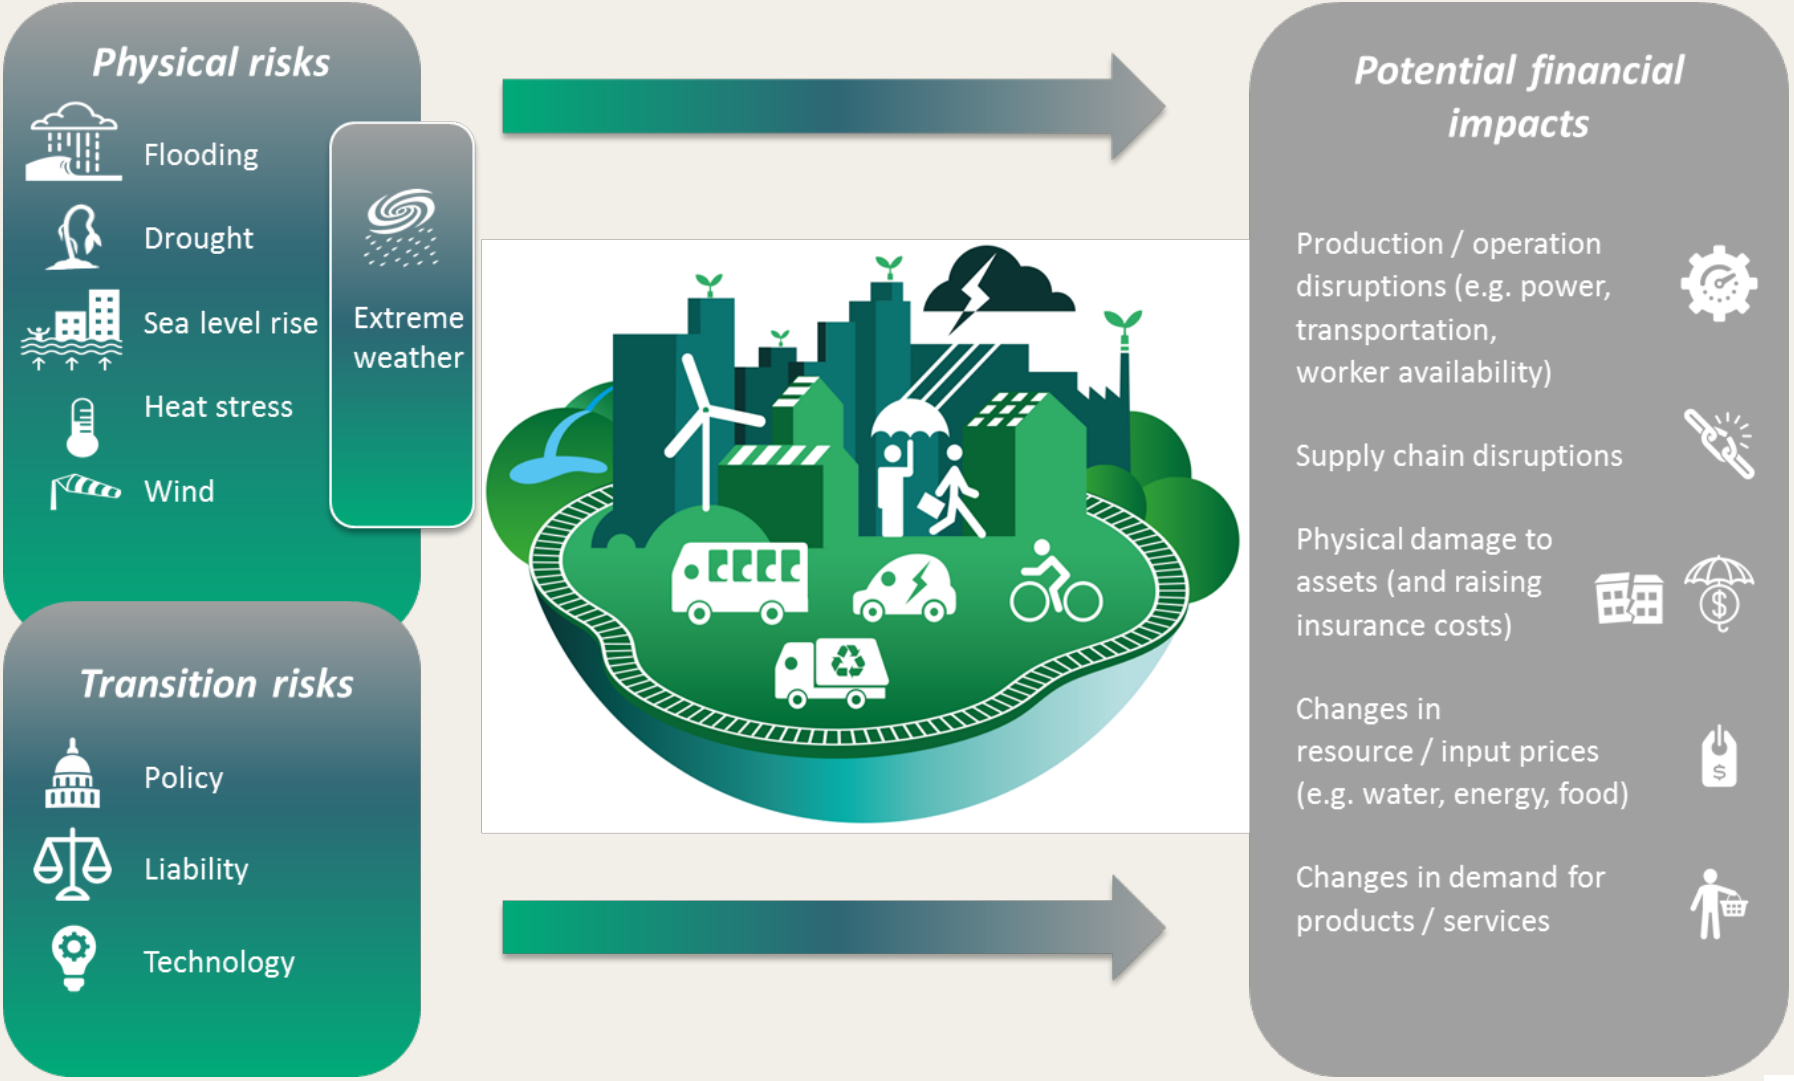 Physical risks
Flooding
Drought
Sea level rise
Heat stress
Wind
Extreme
weather
Transition risks
Policy
Liability
Technology
Potential financial
impacts
Production / operation
disruptions (e.g. power,
transportation,
worker availability)
Supply chain disruptions
Physical damage to
assets (and raising
insurance costs)
$
Changes in
resource / input prices
(e.g. water, energy, food)
$
Changes in demand for
products / services